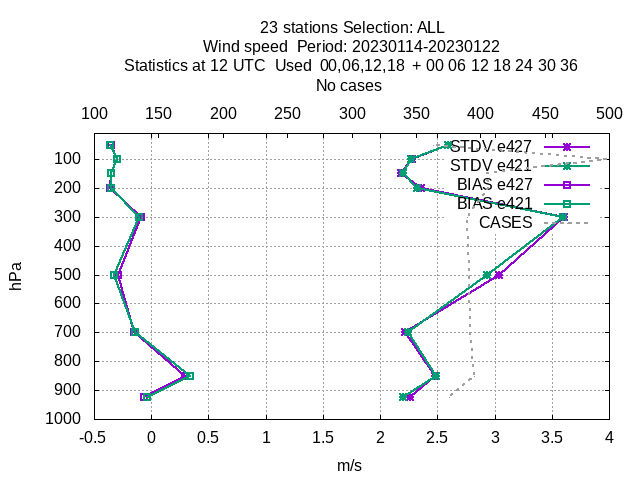 23 stations Selection: ALL
Wind speed  Period: 20230114-20230122
Statistics at 12 UTC  Used  00,06,12,18  + 00 06 12 18 24 30 36
No cases
100 150 200 250 300 350 400 450 500
STDV e427
100
STDV e421
BIAS e427
200
BIAS e421
300
CASES
400
hPa
500
600
700
800
900
1000
-0.5 0 0.5 1 1.5 2 2.5 3 3.5 4
m/s